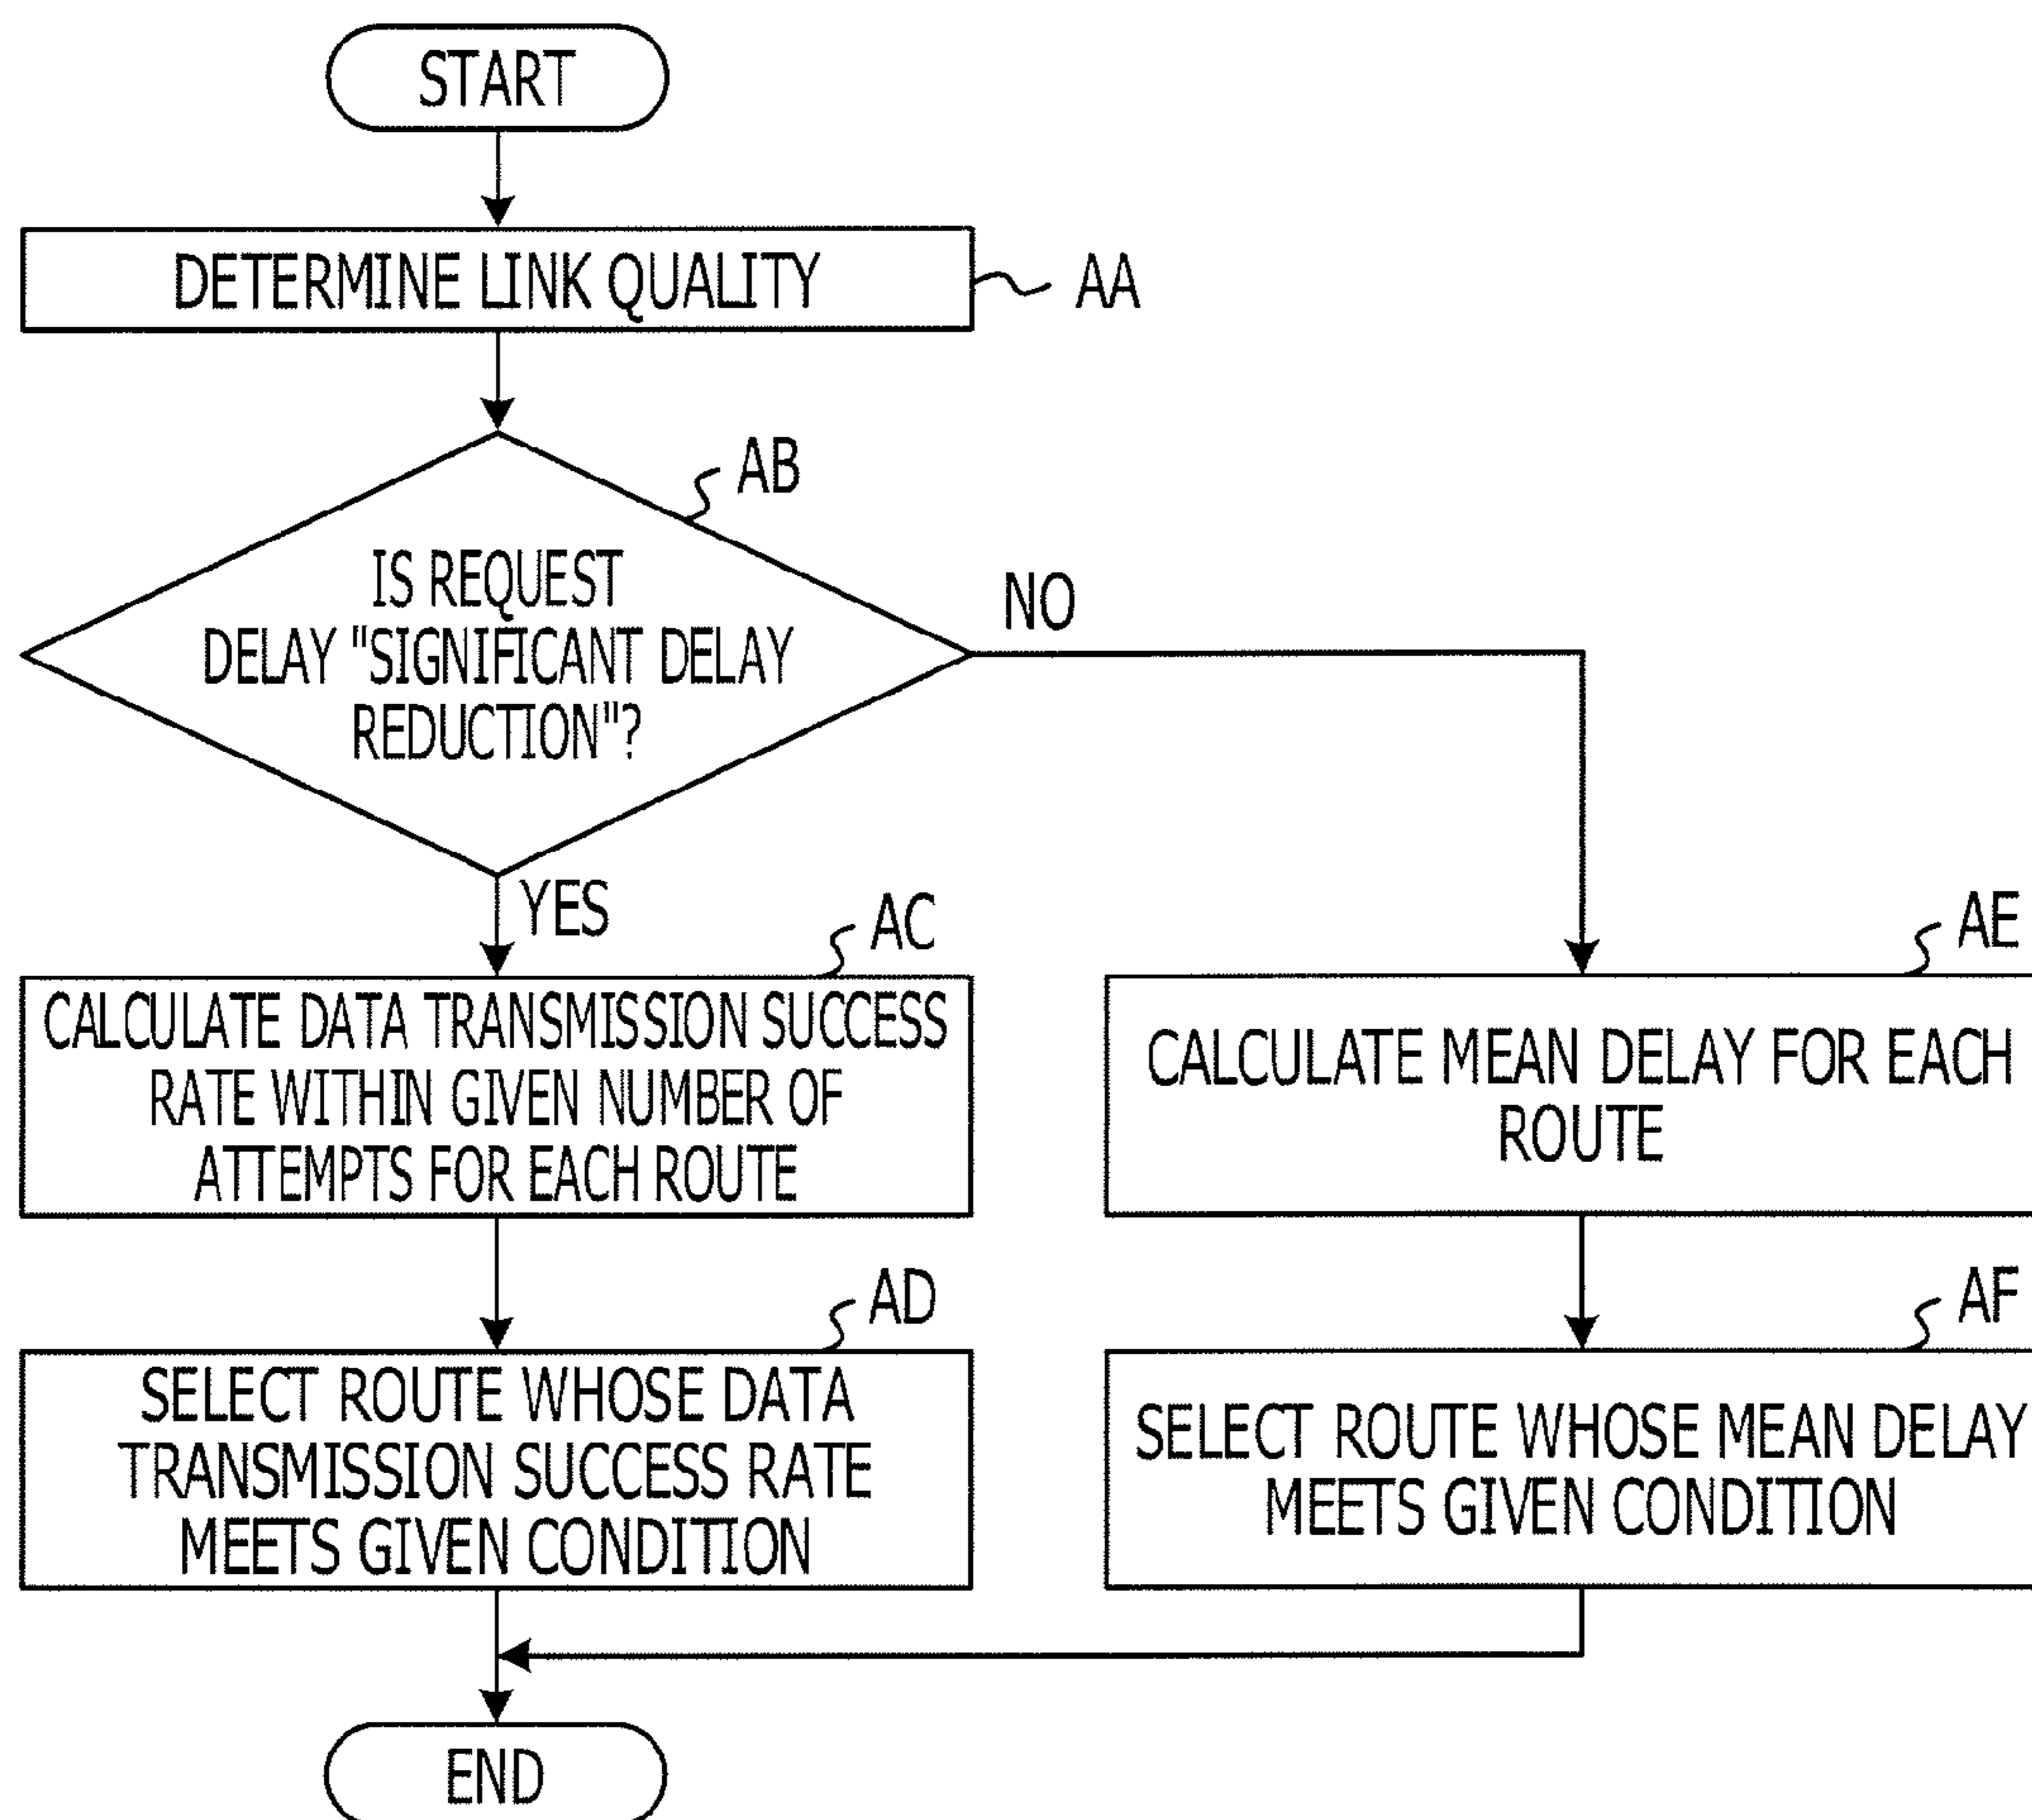 START
DETERMINE LINK QUALITY
AA
AB
IS REQUEST
DELAY "SIGNIFICANT DELAY
REDUCTION"?
NO
YES
AC
CALCULATE DATA TRANSMISSION SUCCESS
RATE WITHIN GIVEN NUMBER OF
ATTEMPTS FOR EACH ROUTE
AE
CALCULATE MEAN DELAY FOR EACH
ROUTE
AD
SELECT ROUTE WHOSE DATA
TRANSMISSION SUCCESS RATE
MEETS GIVEN CONDITION
AF
SELECT ROUTE WHOSE MEAN DELAY
MEETS GIVEN CONDITION
END